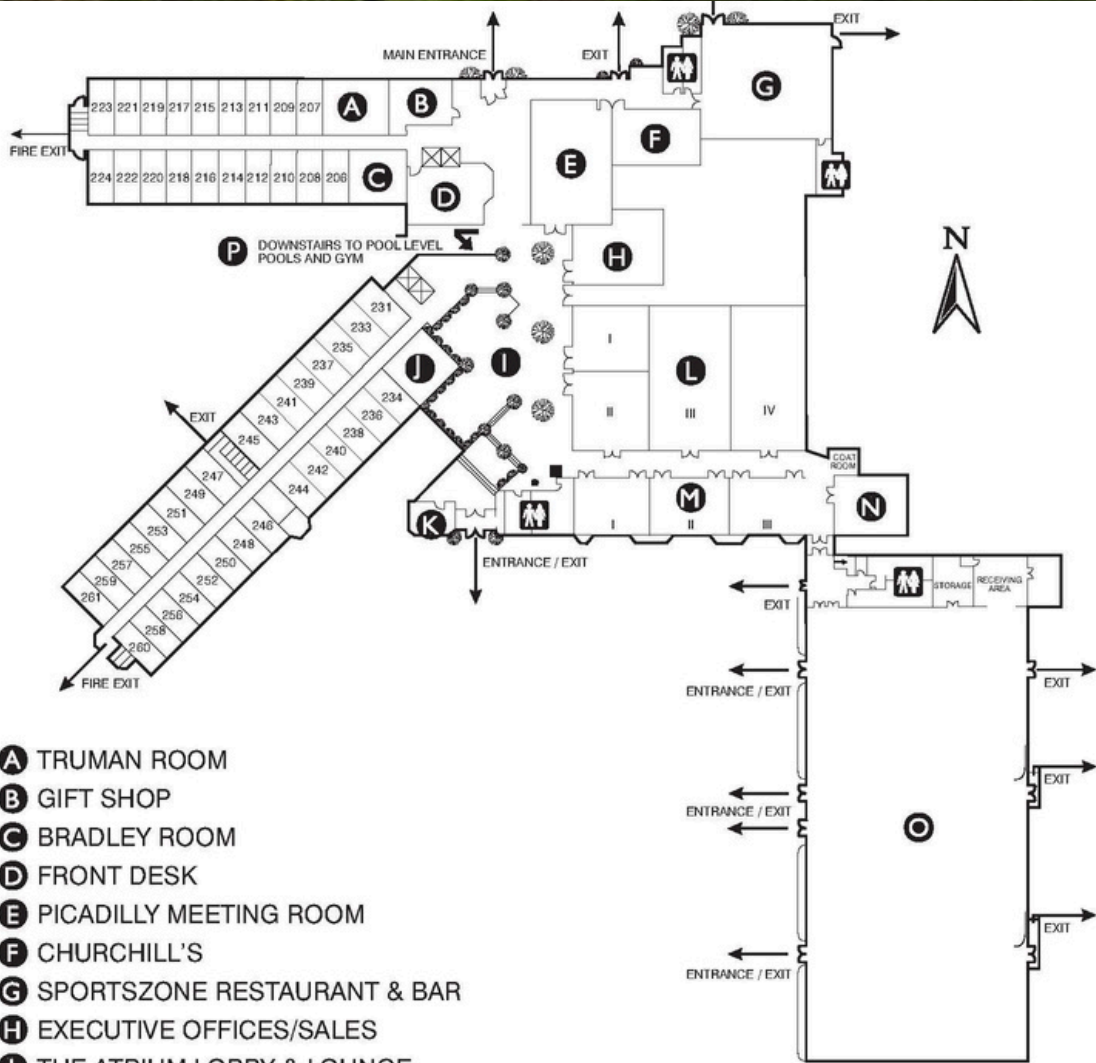 EXIT
MAIN ENTRANCE
EXIT
G
223 221 219 217 215 213 211 209 207
A
B
F
FIRE EXIT
E
224 222 220 218 216 214 212 210 208 206
C
D
P
DOWNSTAIRS TO POOL LEVEL
POOLS AND GYM
H
N
231
233
235
237
239
241
243
245
247
249
251
253
255
257
259
261
EXIT
J
I
234
236
238
240
242
244
246
248
250
252
254
256
258
260
FIRE EXIT
I
L
II
III
IV
COAT
ROOM
K
M
N
I
II
III
ENTRANCE / EXIT
EXIT
STORAGE
RECEIVING
AREA
ENTRANCE / EXIT
EXIT
EXIT
ENTRANCE / EXIT
O
EXIT
ENTRANCE / EXIT
A TRUMAN ROOM
B GIFT SHOP
C BRADLEY ROOM
D FRONT DESK
E PICADILLY MEETING ROOM
F CHURCHILL'S
G SPORTSZONE RESTAURANT & BAR
H EXECUTIVE OFFICES/SALES
I THE ATRIUM LOBBY & LOUNGE